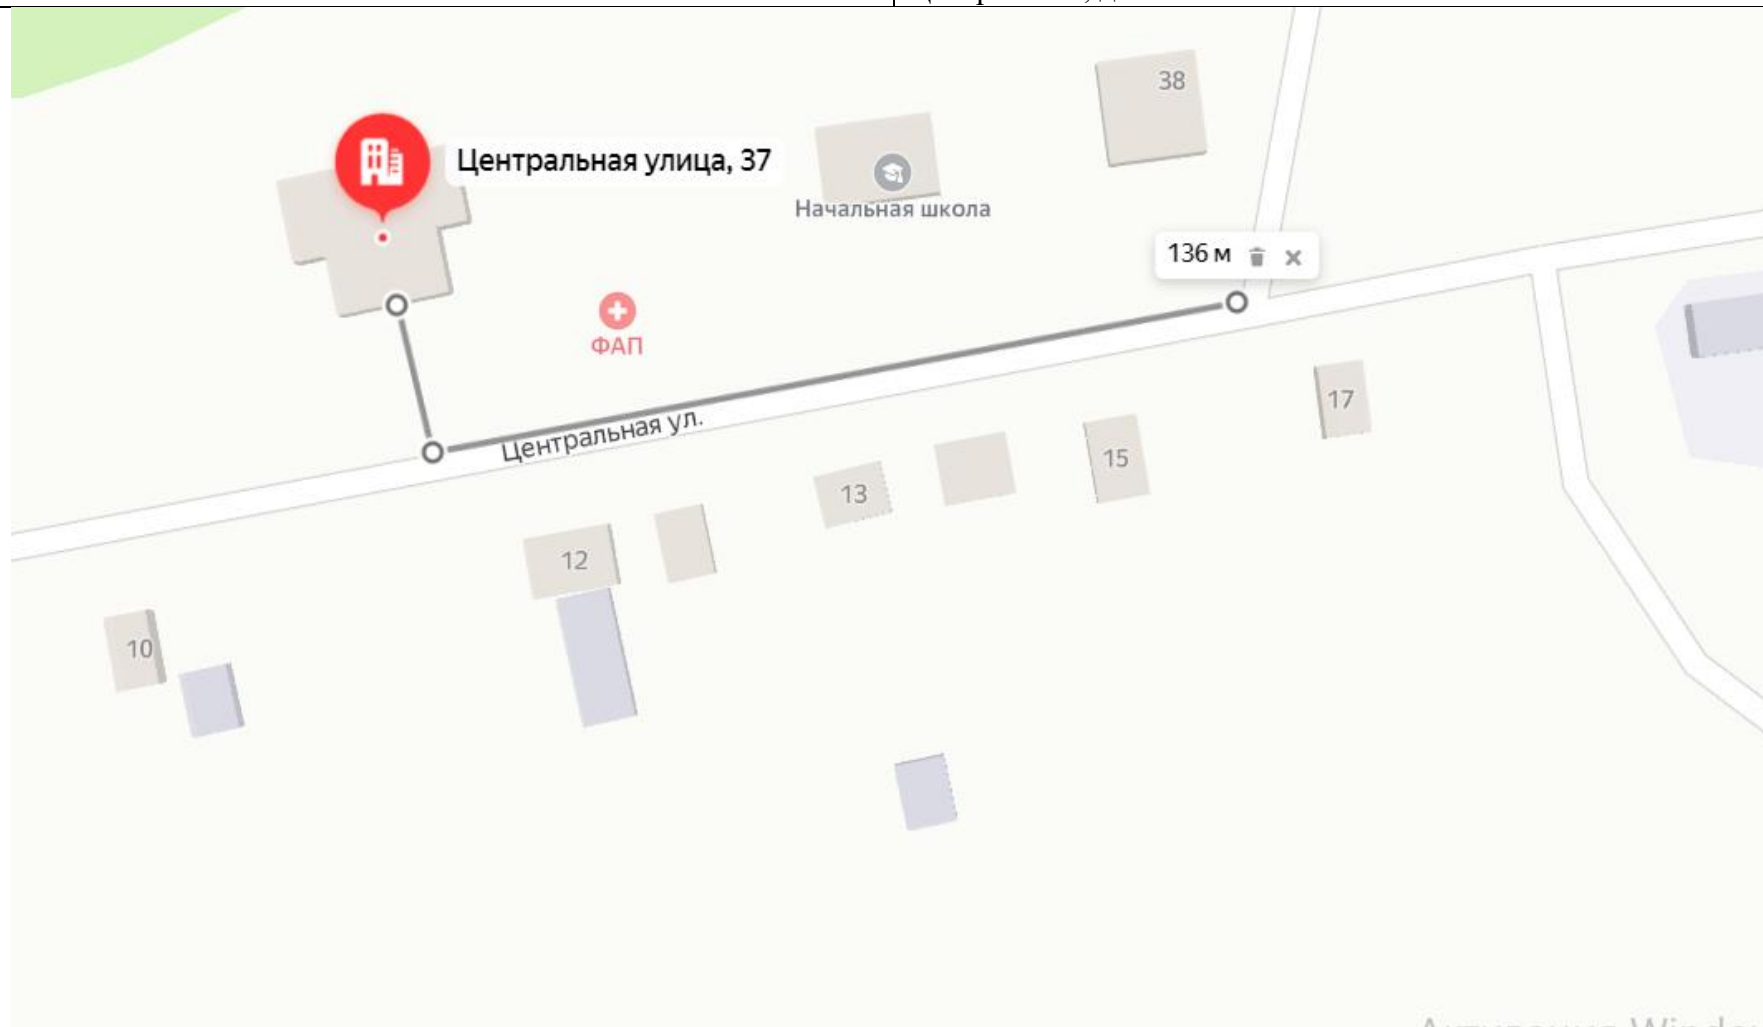 38
Центральная улица, 37
Начальная школа
136 м
ФАП
17
Центральная ул.
15
13
12
10